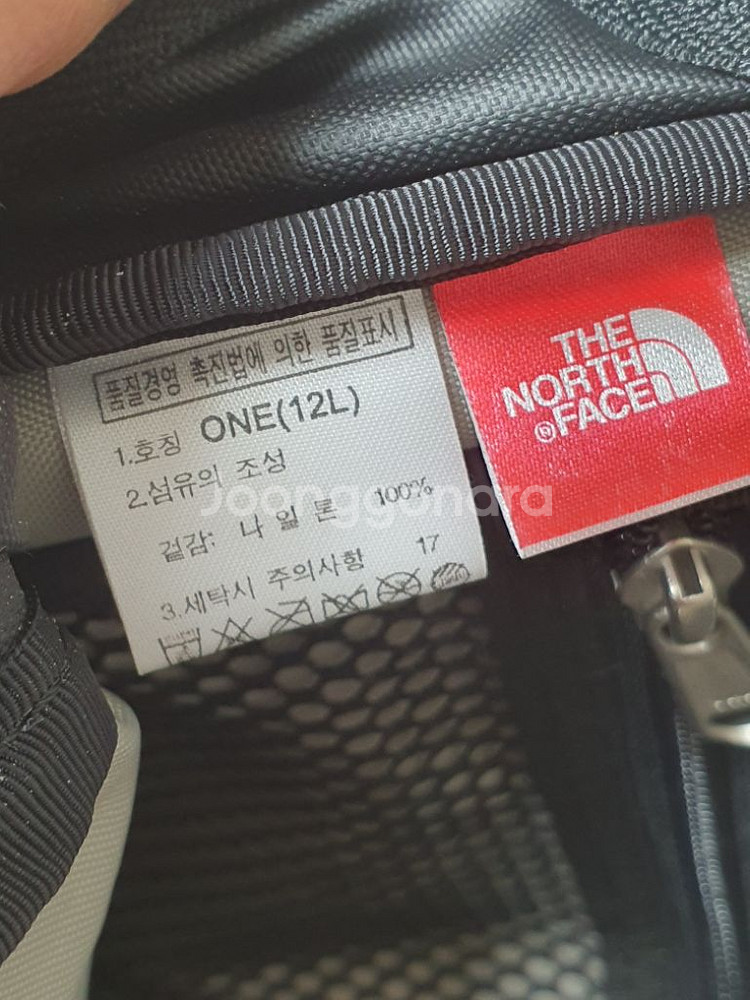 품질경영 촉진법에 의한 품질표시
1.호칭 ONE(12L)
2.섬유의 조성
겉감: 나 일 론 100%
3.세탁시 주의사항 17
THE
NORTH
FACE
®
Joonggonara